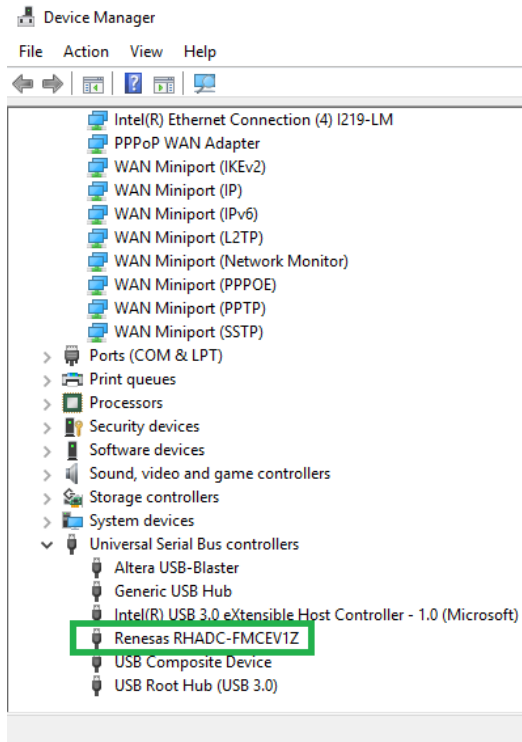 Device Manager
File Action View Help
Intel(R) Ethernet Connection (4) I219-LM
PPPoP WAN Adapter
WAN Miniport (IKEv2)
WAN Miniport (IP)
WAN Miniport (IPv6)
WAN Miniport (L2TP)
WAN Miniport (Network Monitor)
WAN Miniport (PPPOE)
WAN Miniport (PPTP)
WAN Miniport (SSTP)
Ports (COM & LPT)
Print queues
Processors
Security devices
Software devices
Sound, video and game controllers
Storage controllers
System devices
Universal Serial Bus controllers
Altera USB-Blaster
Generic USB Hub
Intel(R) USB 3.0 eXtensible Host Controller - 1.0 (Microsoft)
Renesas RHADC-FMCEV1Z
USB Composite Device
USB Root Hub (USB 3.0)